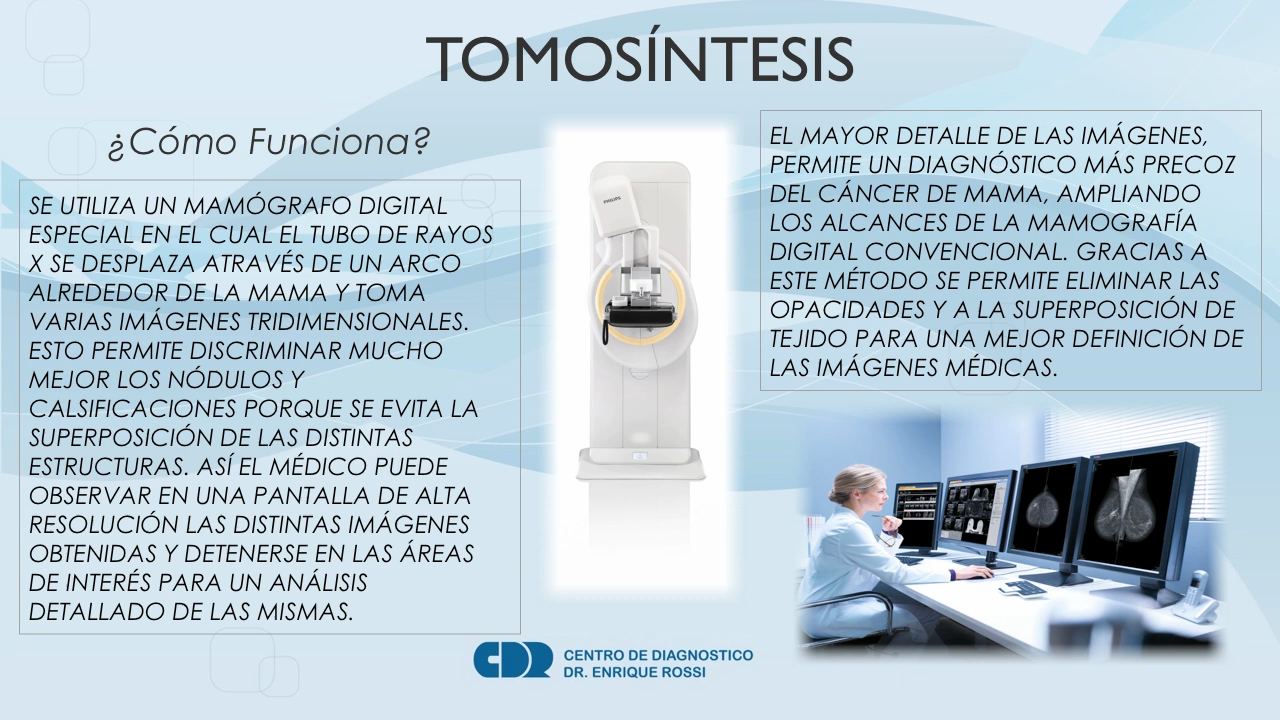 TOMOSÍNTESIS
¿Cómo Funciona?
SE UTILIZA UN MAMÓGRAFO DIGITAL
ESPECIAL EN EL CUAL EL TUBO DE RAYOS
X SE DESPLAZA ATRAVÉS DE UN ARCO
ALREDEDOR DE LA MAMA Y TOMA
VARIAS IMÁGENES TRIDIMENSIONALES.
ESTO PERMITE DISCRIMINAR MUCHO
MEJOR LOS NÓDULOS Y
CALSIFICACIONES PORQUE SE EVITA LA
SUPERPOSICIÓN DE LAS DISTINTAS
ESTRUCTURAS. ASÍ EL MÉDICO PUEDE
OBSERVAR EN UNA PANTALLA DE ALTA
RESOLUCIÓN LAS DISTINTAS IMÁGENES
OBTENIDAS Y DETENERSE EN LAS ÁREAS
DE INTERÉS PARA UN ANÁLISIS
DETALLADO DE LAS MISMAS.
PHILIPS
EL MAYOR DETALLE DE LAS IMÁGENES,
PERMITE UN DIAGNÓSTICO MÁS PRECOZ
DEL CÁNCER DE MAMA, AMPLIANDO
LOS ALCANCES DE LA MAMOGRAFÍA
DIGITAL CONVENCIONAL. GRACIAS A
ESTE MÉTODO SE PERMITE ELIMINAR LAS
OPACIDADES Y A LA SUPERPOSICIÓN DE
TEJIDO PARA UNA MEJOR DEFINICIÓN DE
LAS IMÁGENES MÉDICAS.
CDR
CENTRO DE DIAGNOSTICO
DR. ENRIQUE ROSSI